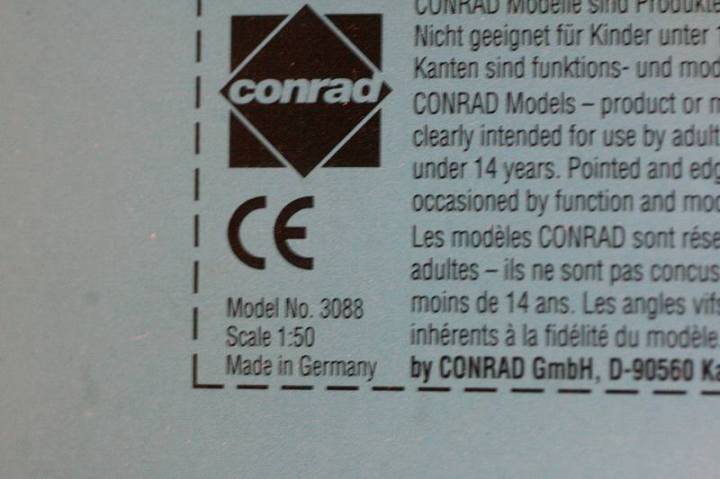 conrad
CE
Model No. 3088
Scale 1:50
Made in Germany
CONRAD Modelle sind Produkte
Nicht geeignet für Kinder unter
Kanten sind funktions- und
CONRAD Models – product or
clearly intended for use by
under 14 years. Pointed and
occasioned by function and
Les modèles CONRAD sont
adultes – ils ne sont pas
moins de 14 ans. Les angles vifs
inhérents à la fidélité du modèle.
by CONRAD GmbH, D-90560